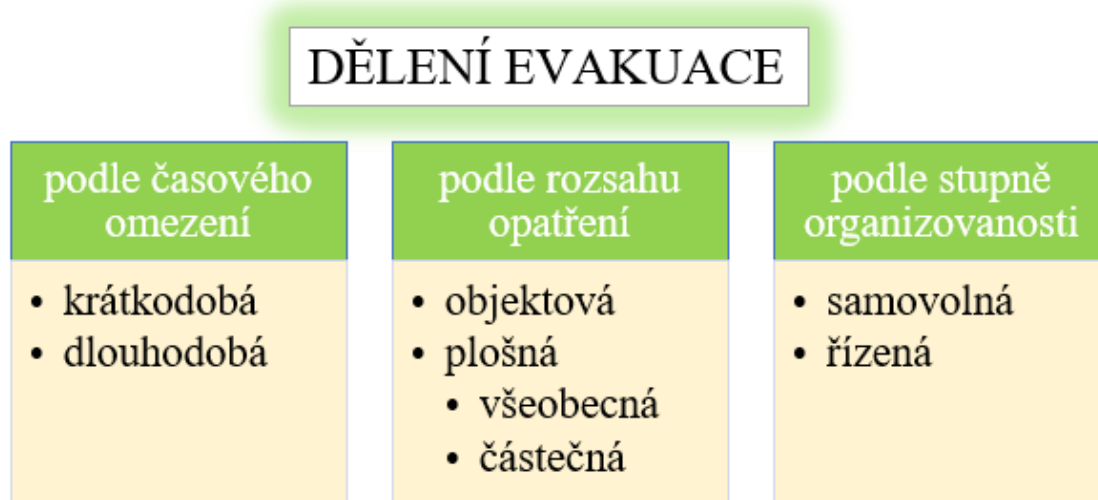 DĚLENÍ EVAKUACE
podle časového
omezení
• krátkodobá
• dlouhodobá
podle rozsahu
opatření
• objektová
• plošná
• všeobecná
• částečná
podle stupně
organizovanosti
• samovolná
• řízená